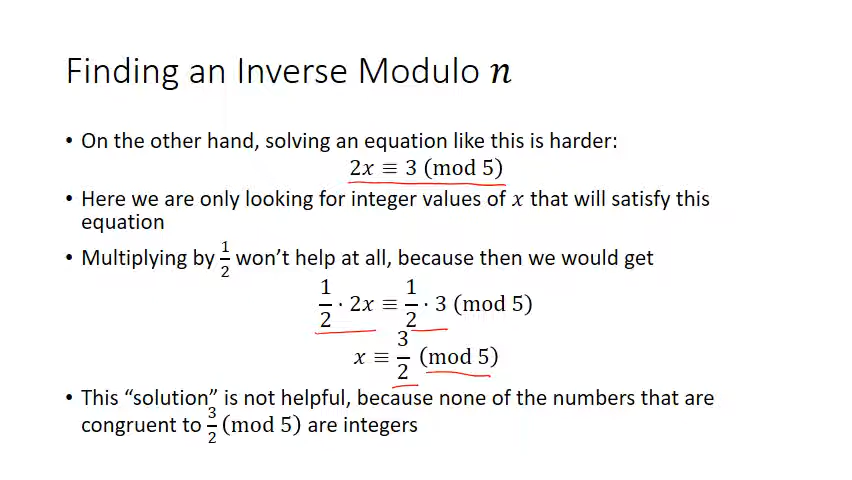 Finding an Inverse Modulo n
• On the other hand, solving an equation like this is harder:
2x ≡ 3 (mod 5)
• Here we are only looking for integer values of x that will satisfy this
equation
• Multiplying by 1/2 won't help at all, because then we would get
1/2 · 2x ≡ 1/2 · 3 (mod 5)
x ≡ 3/2 (mod 5)
• This “solution” is not helpful, because none of the numbers that are
congruent to 3/2 (mod 5) are integers